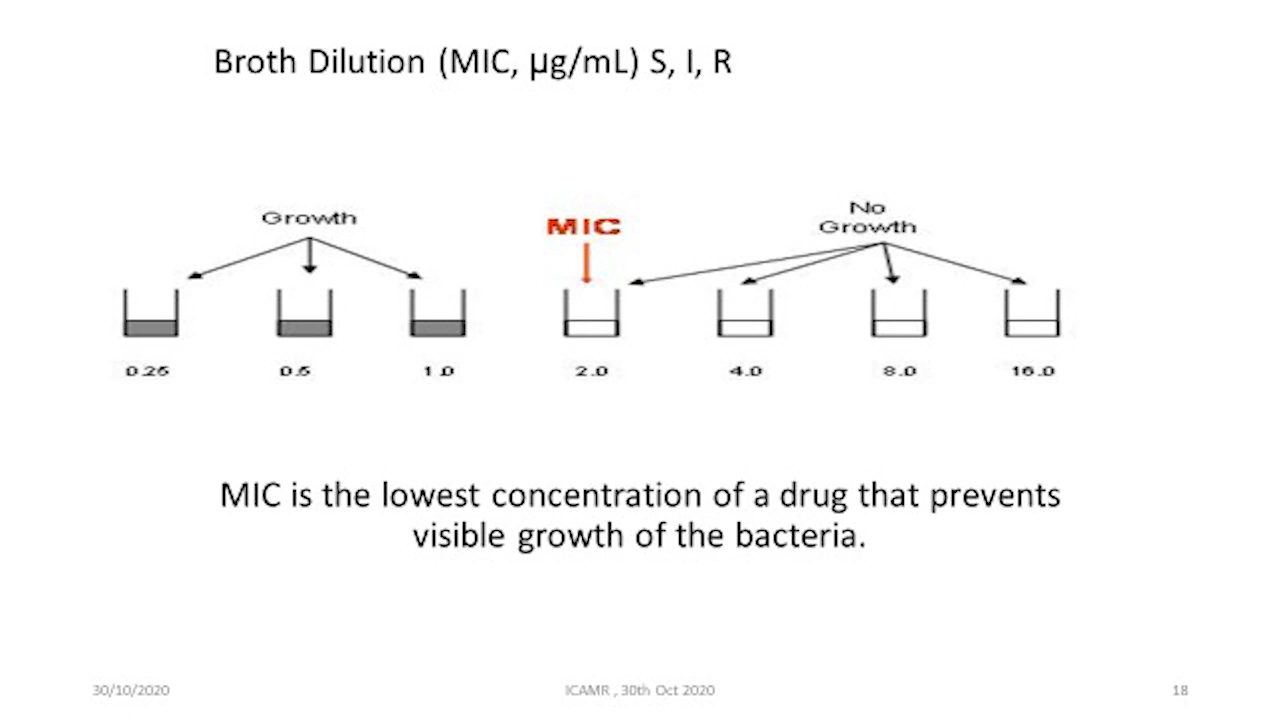 Broth Dilution (MIC, µg/mL) S, I, R
Growth
MIC
No
Growth
0.25
0.5
1.0
2.0
4.0
8.0
16.0
MIC is the lowest concentration of a drug that prevents
visible growth of the bacteria.
30/10/2020
ICAMR , 30th Oct 2020
18